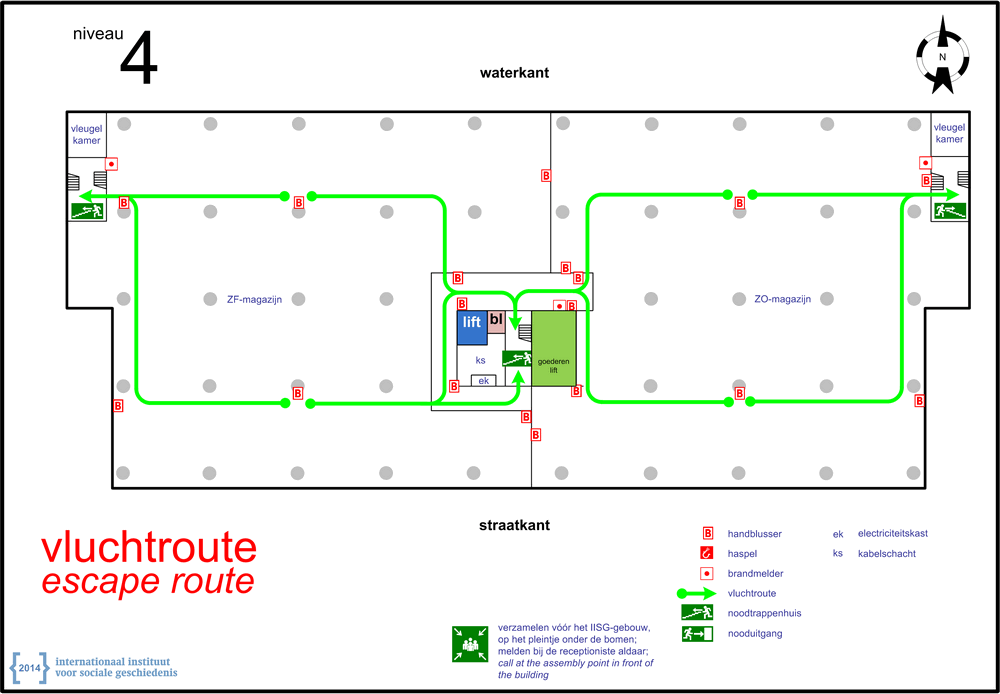 niveau 4
N
waterkant
vleugel
kamer
vleugel
kamer
B
B
B
B
B
B
B
B
B
B
ZF-magazijn
ZO-magazijn
lift
bl
ks
ek
goederen
lift
B
B
B
B
B
B
B
B
straatkant
vluchtroute
escape route
B handblusser
haspel
brandmelder
vluchtroute
noodtrappenhuis
nooduitgang
ek electriciteitskast
ks kabelschacht
verzamelen vóór het IISG-gebouw,
op het pleintje onder de bomen;
melden bij de receptioniste aldaar;
call at the assembly point in front of
the building
2014
internationaal instituut
voor sociale geschiedenis